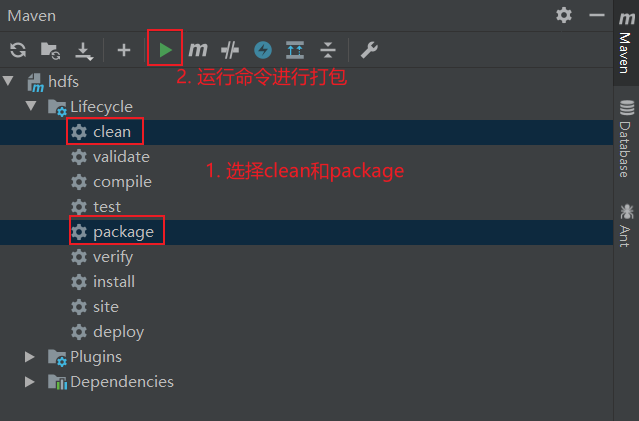 Maven
m
2. 运行命令进行打包
hdfs
Lifecycle
clean
validate
1. 选择clean和package
compile
test
package
verify
install
site
deploy
Plugins
Dependencies
m Maven
Database
Ant